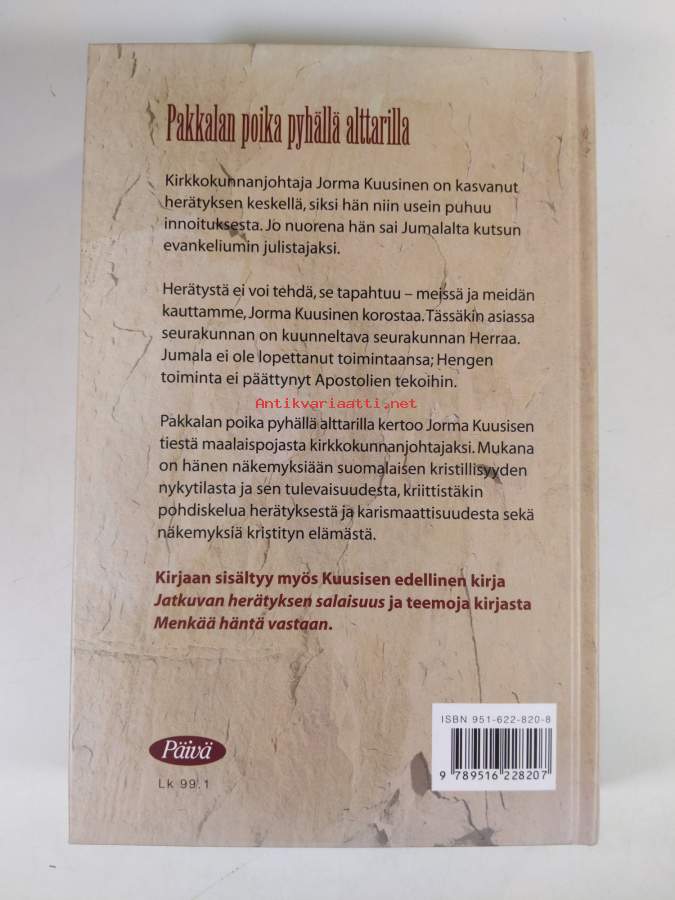 Pakkalan poika pyhällä alttarilla
Kirkkokunnanjohtaja Jorma Kuusinen on kasvanut
herätyksen keskellä, siksi hän niin usein puhuu
innoituksesta. Jo nuorena hän sai Jumalalta kutsun
evankeliumin julistajaksi.
Herätystä ei voi tehdä, se tapahtuu – meissä ja meidän
kauttamme, Jorma Kuusinen korostaa. Tässäkin asiassa
seurakunnan on kuunneltava seurakunnan Herraa.
Jumala ei ole lopettanut toimintaansa; Hengen
toiminta ei päättynyt Apostolien tekoihin.
Antikvariaatti.net
Pakkalan poika pyhällä alttarilla kertoo Jorma Kuusisen
tiestä maalaispojasta kirkkokunnanjohtajaksi. Mukana
on hänen näkemyksiään suomalaisen kristillisyyden
nykytilasta ja sen tulevaisuudesta, kriittistäkin
pohdiskelua herätyksestä ja karismaattisuudesta sekä
näkemyksiä kristityn elämästä.
Kirjaan sisältyy myös Kuusisen edellinen kirja
Jatkuvan herätyksen salaisuus ja teemoja kirjasta
Menkää häntä vastaan.
ISBN 951-622-820-8
9 789516 228207
Päivä
Lk 99.1